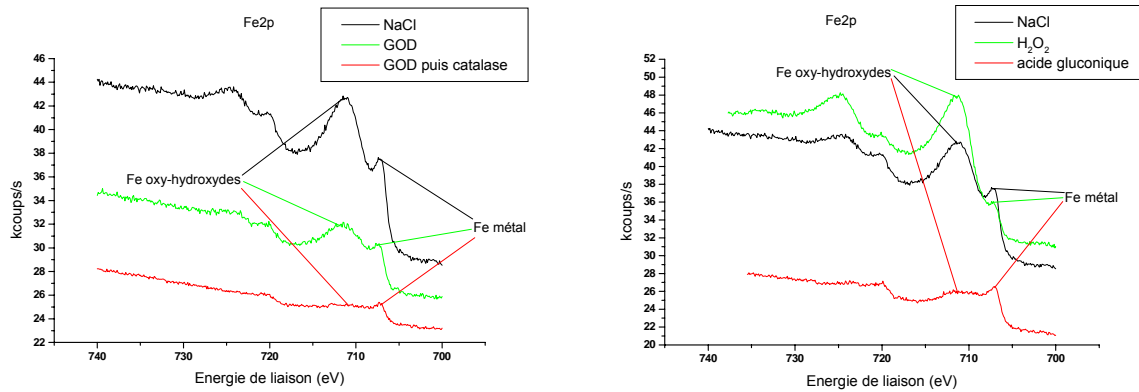 Fe2p
NaCl
GOD
GOD puis catalase
46
44
42
40
38
36
34
32
30
28
26
24
22
kcoups/s
Fe oxy-hydroxydes
Fe métal
740 730 720 710 700
Energie de liaison (eV)
Fe2p
NaCl
H₂O₂
acide gluconique
52
50
48
46
44
42
40
38
36
34
32
30
28
26
24
22
20
kcoups/s
Fe oxy-hydroxydes
Fe métal
740 730 720 710 700
Energie de liaison (eV)